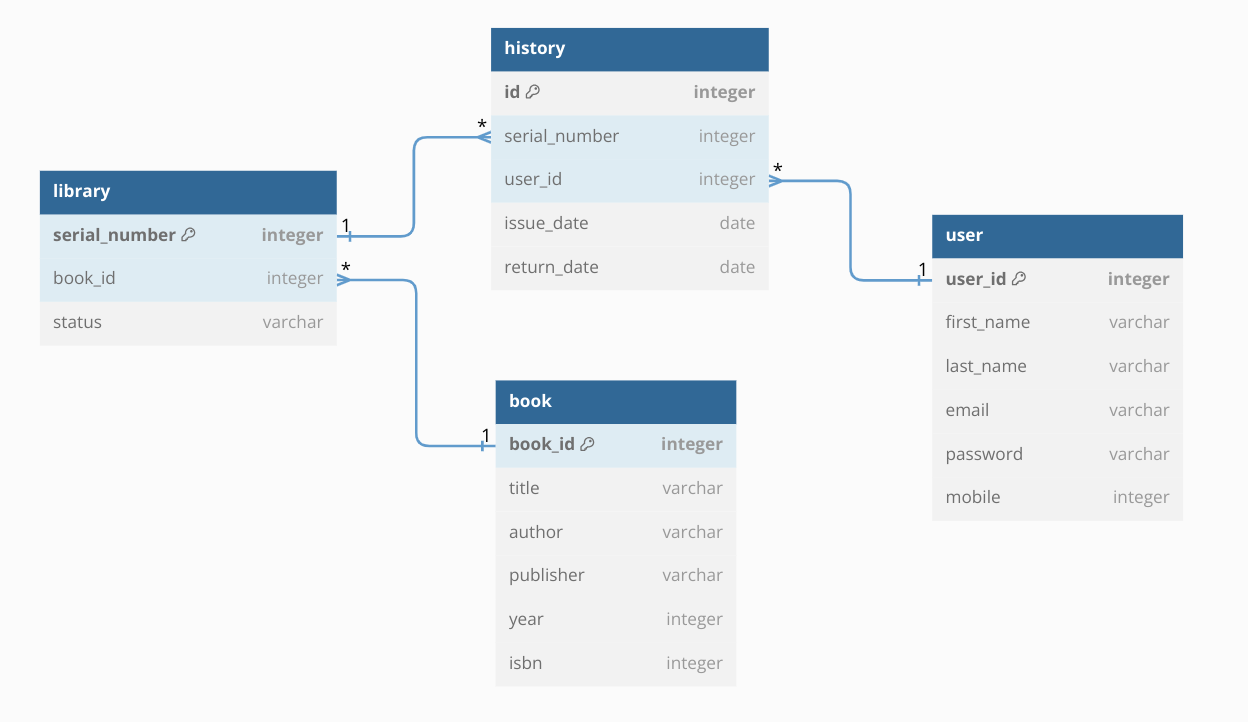 history
id integer
serial_number integer
user_id integer
issue_date date
return_date date
*
*
library
serial_number integer
book_id integer
status varchar
1
*
user
user_id integer
first_name varchar
last_name varchar
email varchar
password varchar
mobile integer
1
book
book_id integer
title varchar
author varchar
publisher varchar
year integer
isbn integer
1